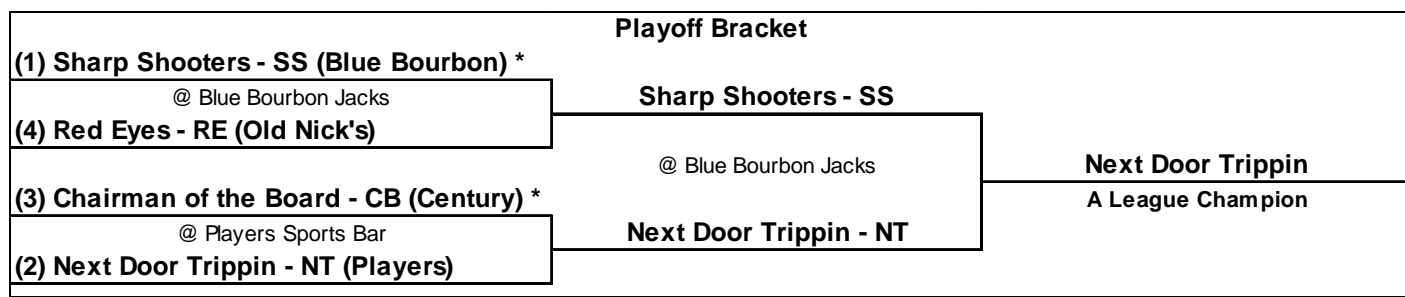 Playoff Bracket
(1) Sharp Shooters - SS (Blue Bourbon) *
@ Blue Bourbon Jacks
Sharp Shooters - SS
(4) Red Eyes - RE (Old Nick's)
@ Blue Bourbon Jacks
Next Door Trippin
(3) Chairman of the Board - CB (Century) *
A League Champion
@ Players Sports Bar
Next Door Trippin - NT
(2) Next Door Trippin - NT (Players)